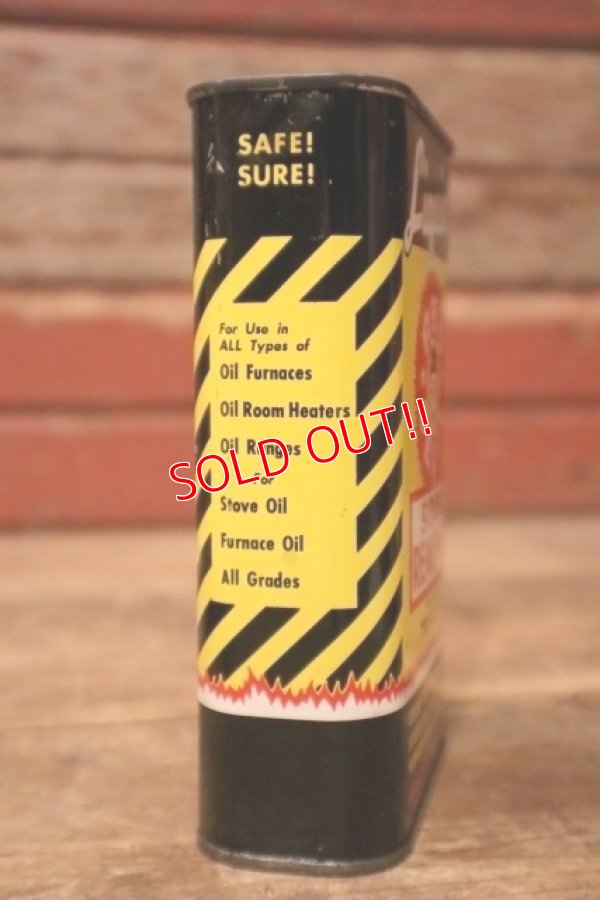 SAFE!
SURE!
For Use in
ALL Types of
Oil Furnaces
Oil Room Heaters
Oil Ranges
For
Stove Oil
Furnace Oil
All Grades
SOLD OUT!!